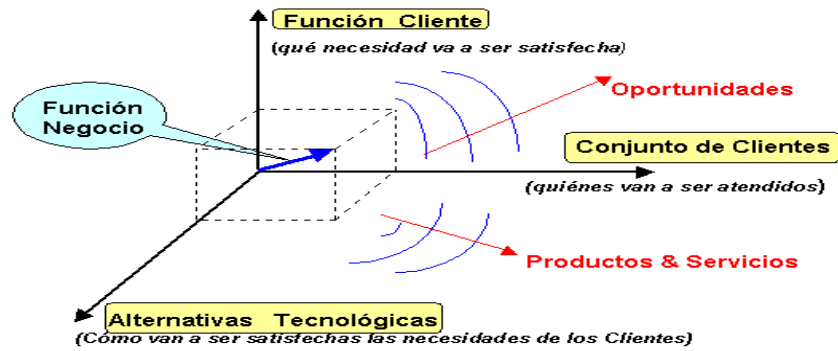 Función Cliente
(qué necesidad va a ser satisfecha)
Función
Negocio
Oportunidades
Conjunto de Clientes
(quiénes van a ser atendidos)
Productos & Servicios
Alternativas Tecnológicas
(Cómo van a ser satisfechas las necesidades de los Clientes)